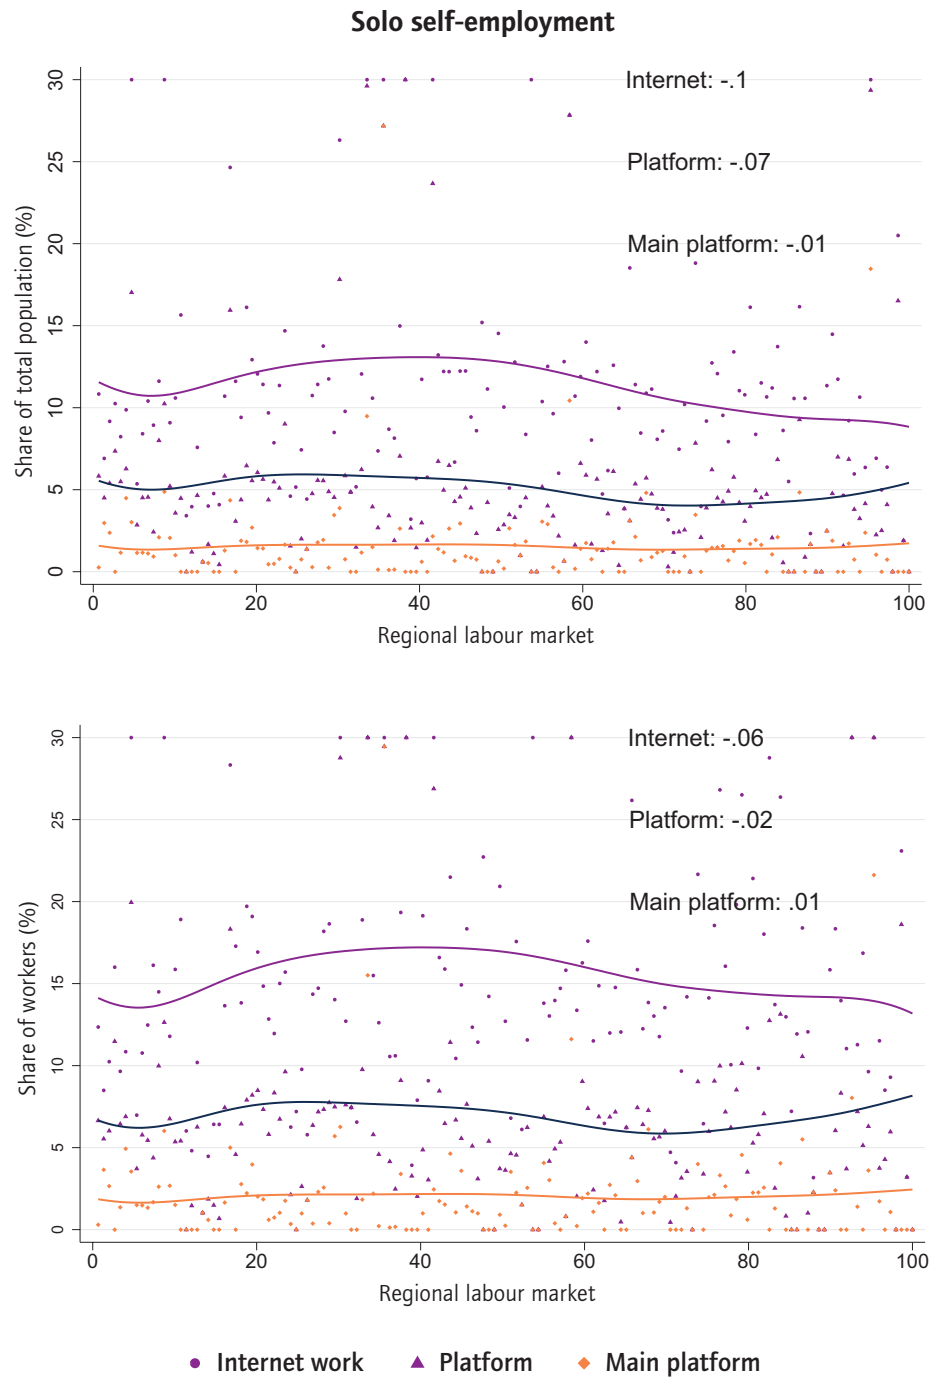 Solo self-employment
Share of total population (%)
30
25
20
15
10
5
0
Internet: -.1
Platform: -.07
Main platform: -.01
0 20 40 60 80 100
Regional labour market
Share of workers (%)
30
25
20
15
10
5
0
Internet: -.06
Platform: -.02
Main platform: .01
0 20 40 60 80 100
Regional labour market
Internet work Platform Main platform